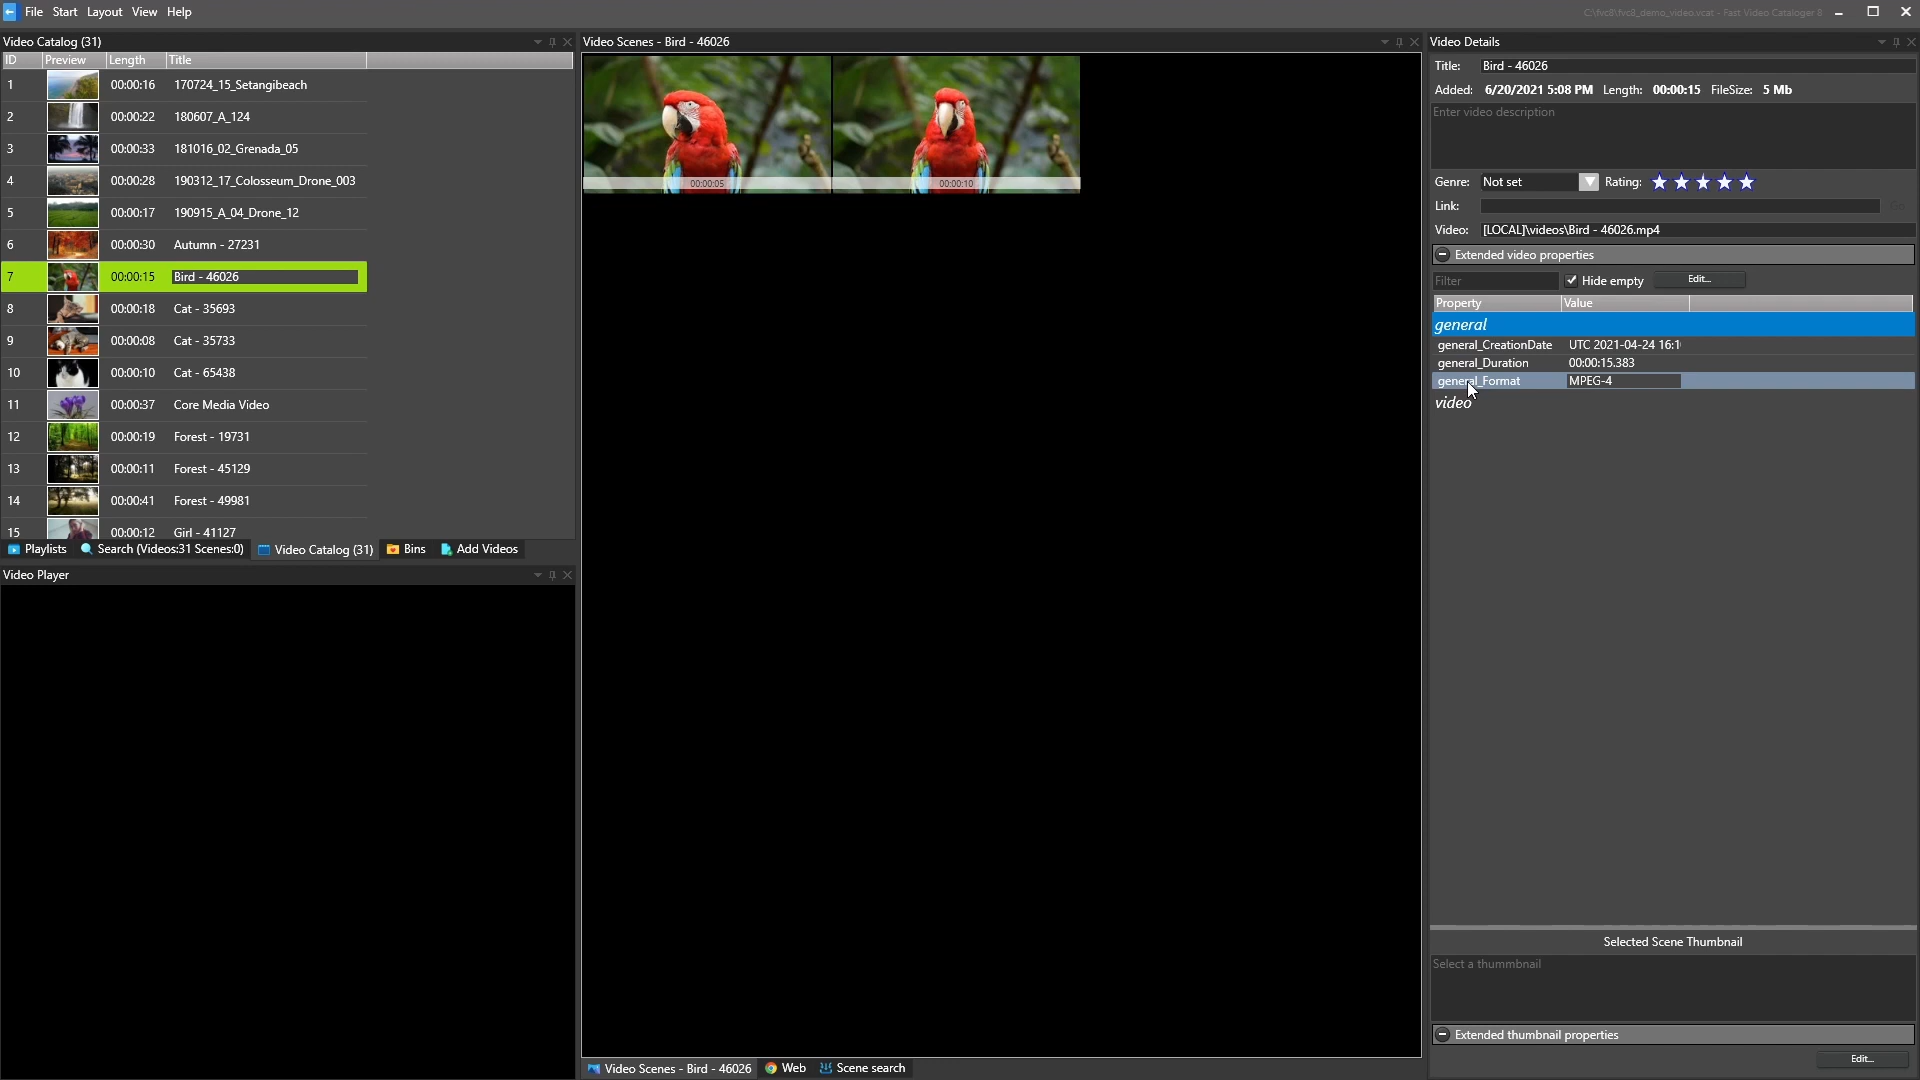 File Start Layout View Help
C:\fvc8\fvc8_demo_video.vcat - Fast Video Cataloger 8
Video Catalog (31)
ID Preview Length Title
1 00:00:16 170724_15_Setangibeach
2 00:00:22 180607_A_124
3 00:00:33 181016_02_Grenada_05
4 00:00:28 190312_17_Colosseum_Drone_003
5 00:00:17 190915_A_04_Drone_12
6 00:00:30 Autumn - 27231
7 00:00:15 Bird - 46026
8 00:00:18 Cat - 35693
9 00:00:08 Cat - 35733
10 00:00:10 Cat - 65438
11 00:00:37 Core Media Video
12 00:00:19 Forest - 19731
13 00:00:11 Forest - 45129
14 00:00:41 Forest - 49981
15 00:00:12 Girl - 41127
Playlists Search (Videos:31 Scenes:0) Video Catalog (31) Bins Add Videos
Video Player
Video Scenes - Bird - 46026
00:00:05 00:00:10
Video Scenes - Bird - 46026 Web Scene search
Video Details
Title: Bird - 46026
Added: 6/20/2021 5:08 PM Length: 00:00:15 FileSize: 5 Mb
Enter video description
Genre: Not set Rating:
Link:
Video: [LOCAL]\videos\Bird - 46026.mp4
Extended video properties
Filter Hide empty Edit...
Property Value
general
general_CreationDate UTC 2021-04-24 16:1
general_Duration 00:00:15.383
general_Format MPEG-4
video
Selected Scene Thumbnail
Select a thummbnail
Extended thumbnail properties
Edit...